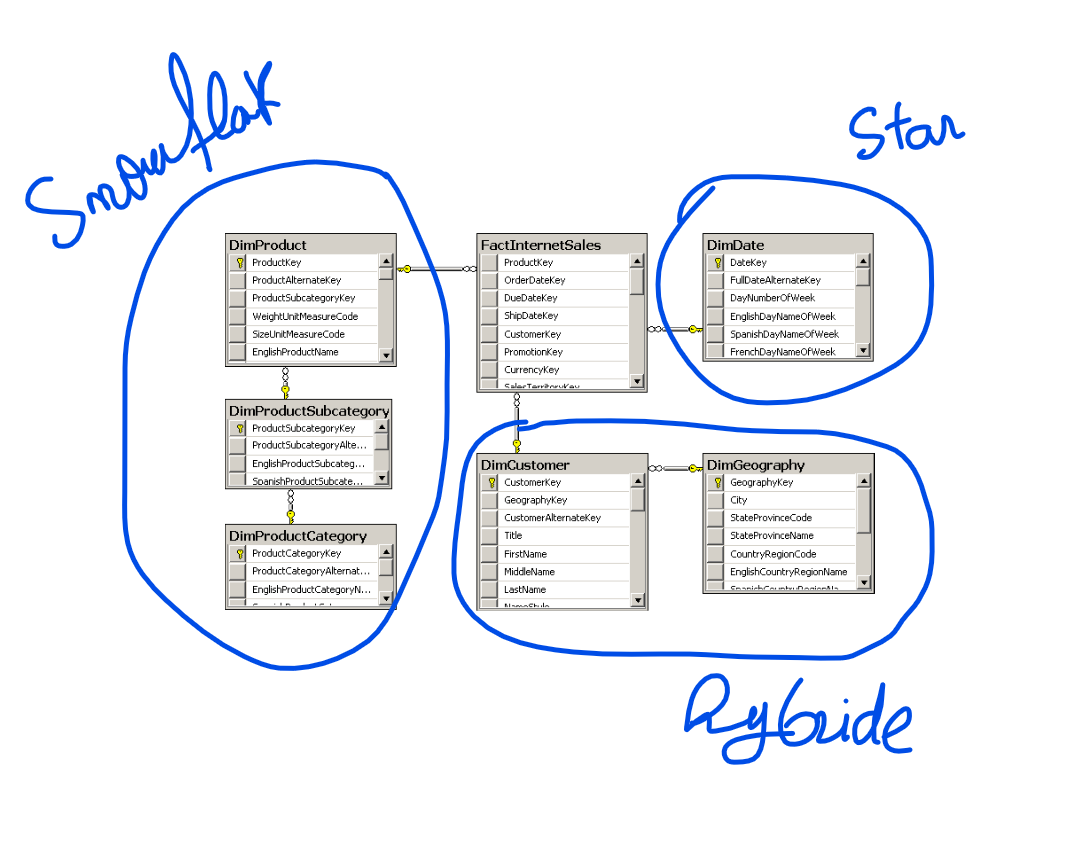 Snowflak
Star
DimProduct
ProductKey
ProductAlternateKey
ProductSubcategoryKey
WeightUnitMeasureCode
SizeUnitMeasureCode
EnglishProductName
FactInternetSales
ProductKey
OrderDateKey
DueDateKey
ShipDateKey
CustomerKey
PromotionKey
CurrencyKey
SalesTerritoryKey
DimDate
DateKey
FullDateAlternateKey
DayNumberOfWeek
EnglishDayNameOfWeek
SpanishDayNameOfWeek
FrenchDayNameOfWeek
DimProductSubcategory
ProductSubcategoryKey
ProductSubcategoryAlte...
EnglishProductSubcateg...
SpanishProductSubcate...
DimCustomer
CustomerKey
GeographyKey
CustomerAlternateKey
Title
FirstName
MiddleName
LastName
NameStyle
DimGeography
GeographyKey
City
StateProvinceCode
StateProvinceName
CountryRegionCode
EnglishCountryRegionName
SpanishCountryRegionNa...
DimProductCategory
ProductCategoryKey
ProductCategoryAlternat...
EnglishProductCategoryN...
hybride